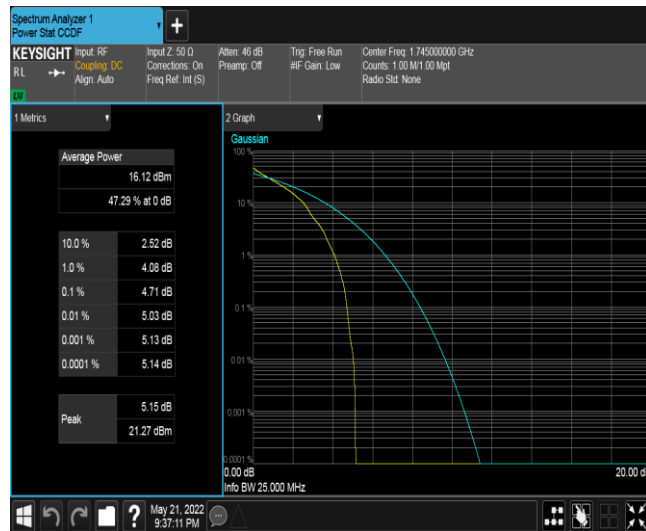 Spectrum Analyzer 1
Power Stat CCDF
+
KEYSIGHT
RL
Input: RF
Coupling: DC
Align: Auto
Input Z: 50 Ω
Corrections: On
Freq Ref: Int (S)
Atten: 46 dB
Preamp: Off
Trig: Free Run
#IF Gain: Low
Center Freq: 1.745000000 GHz
Counts: 1.00 M/1.00 Mpt
Radio Std: None
1 Metrics
Average Power
16.12 dBm
47.29 % at 0 dB
10.0 % 2.52 dB
1.0 % 4.08 dB
0.1 % 4.71 dB
0.01 % 5.03 dB
0.001 % 5.13 dB
0.0001 % 5.14 dB
Peak
5.15 dB
21.27 dBm
2 Graph
Gaussian
100 %
10 %
1 %
0.1 %
0.01 %
0.001 %
0.0001 %
0.00 dB
20.00 d
Info BW 25.000 MHz
?
May 21, 2022
9:37:11 PM